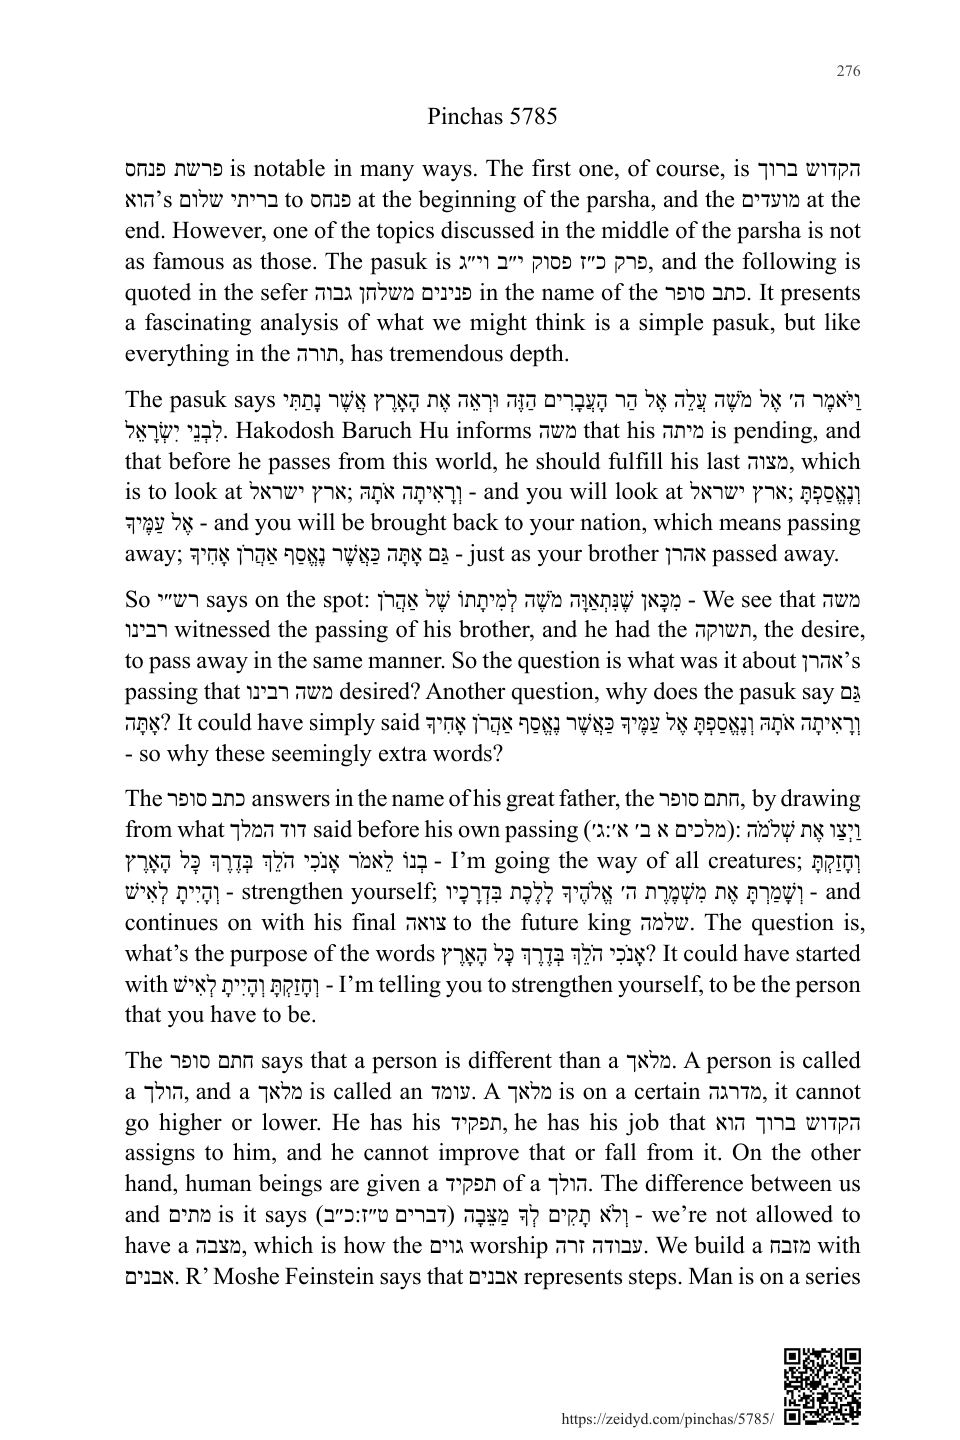 276
Pinchas 5785
פרשת פנחס is notable in many ways. The first one, of course, is הקדוש ברוך
הוא’s בריתי שלום to פנחס at the beginning of the parsha, and the מועדים at the
end. However, one of the topics discussed in the middle of the parsha is not
as famous as those. The pasuk is פרק כ״ז פסוק י״ב וי״ג, and the following is
quoted in the sefer פנינים משלחן גבוה in the name of the כתב סופר. It presents
a fascinating analysis of what we might think is a simple pasuk, but like
everything in the תורה, has tremendous depth.
The pasuk says וַיֹּאמֶר ה׳ אֶל מֹשֶׁה עֲלֵה אֶל הַר הָעֲבָרִים הַזֶּה וּרְאֵה אֶת הָאָרֶץ אֲשֶׁר נָתַתִּי
לִבְנֵי יִשְׂרָאֵל. Hakodosh Baruch Hu informs משה that his מיתה is pending, and
that before he passes from this world, he should fulfill his last מצוה, which
is to look at ארץ ישראל; וְרָאִיתָה אֹתָהּ - and you will look at ארץ ישראל; וְנֶאֱסַפְתָּ
אֶל עַמֶּיךָ - and you will be brought back to your nation, which means passing
away; גַּם אָתָּה כַּאֲשֶׁר נֶאֱסַף אַהֲרֹן אָחִיךָ - just as your brother אהרן passed away.
So רש״י says on the spot: מִכָּאן שֶׁנִּתְאַוָּה מֹשֶׁה לְמִיתָתוֹ שֶׁל אַהֲרֹן - We see that משה
רבינו witnessed the passing of his brother, and he had the תשוקה, the desire,
to pass away in the same manner. So the question is what was it about אהרן’s
passing that משה רבינו desired? Another question, why does the pasuk say גַּם
אָתָּה? It could have simply said וְרָאִיתָה אֹתָהּ וְנֶאֱסַפְתָּ אֶל עַמֶּיךָ כַּאֲשֶׁר נֶאֱסַף אַהֲרֹן אָחִיךָ
- so why these seemingly extra words?
The כתב סופר answers in the name of his great father, the חתם סופר, by drawing
from what דוד המלך said before his own passing (מלכים א ב׳ א׳:ג׳): וַיְצַו אֶת שְׁלֹמֹה
בְנוֹ לֵאמֹר אָנֹכִי הֹלֵךְ בְּדֶרֶךְ כָּל הָאָרֶץ - I’m going the way of all creatures; וְחָזַקְתָּ
וְהָיִיתָ לְאִישׁ - strengthen yourself; וְשָׁמַרְתָּ אֶת מִשְׁמֶרֶת ה׳ אֱלֹהֶיךָ לָלֶכֶת בִּדְרָכָיו - and
continues on with his final צואה to the future king שלמה. The question is,
what’s the purpose of the words אָנֹכִי הֹלֵךְ בְּדֶרֶךְ כָּל הָאָרֶץ? It could have started
with וְחָזַקְתָּ וְהָיִיתָ לְאִישׁ - I’m telling you to strengthen yourself, to be the person
that you have to be.
The חתם סופר says that a person is different than a מלאך. A person is called
a הולך, and a מלאך is called an עומד. A מלאך is on a certain מדרגה, it cannot
go higher or lower. He has his תפקיד, he has his job that הקדוש ברוך הוא
assigns to him, and he cannot improve that or fall from it. On the other
hand, human beings are given a תפקיד of a הולך. The difference between us
and מתים is it says (דברים ט״ז:כ״ב) וְלֹא תָקִים לְךָ מַצֵּבָה - we’re not allowed to
have a מצבה, which is how the גוים worship עבודה זרה. We build a מזבח with
אבנים. R’ Moshe Feinstein says that אבנים represents steps. Man is on a series
https://zeidyd.com/pinchas/5785/